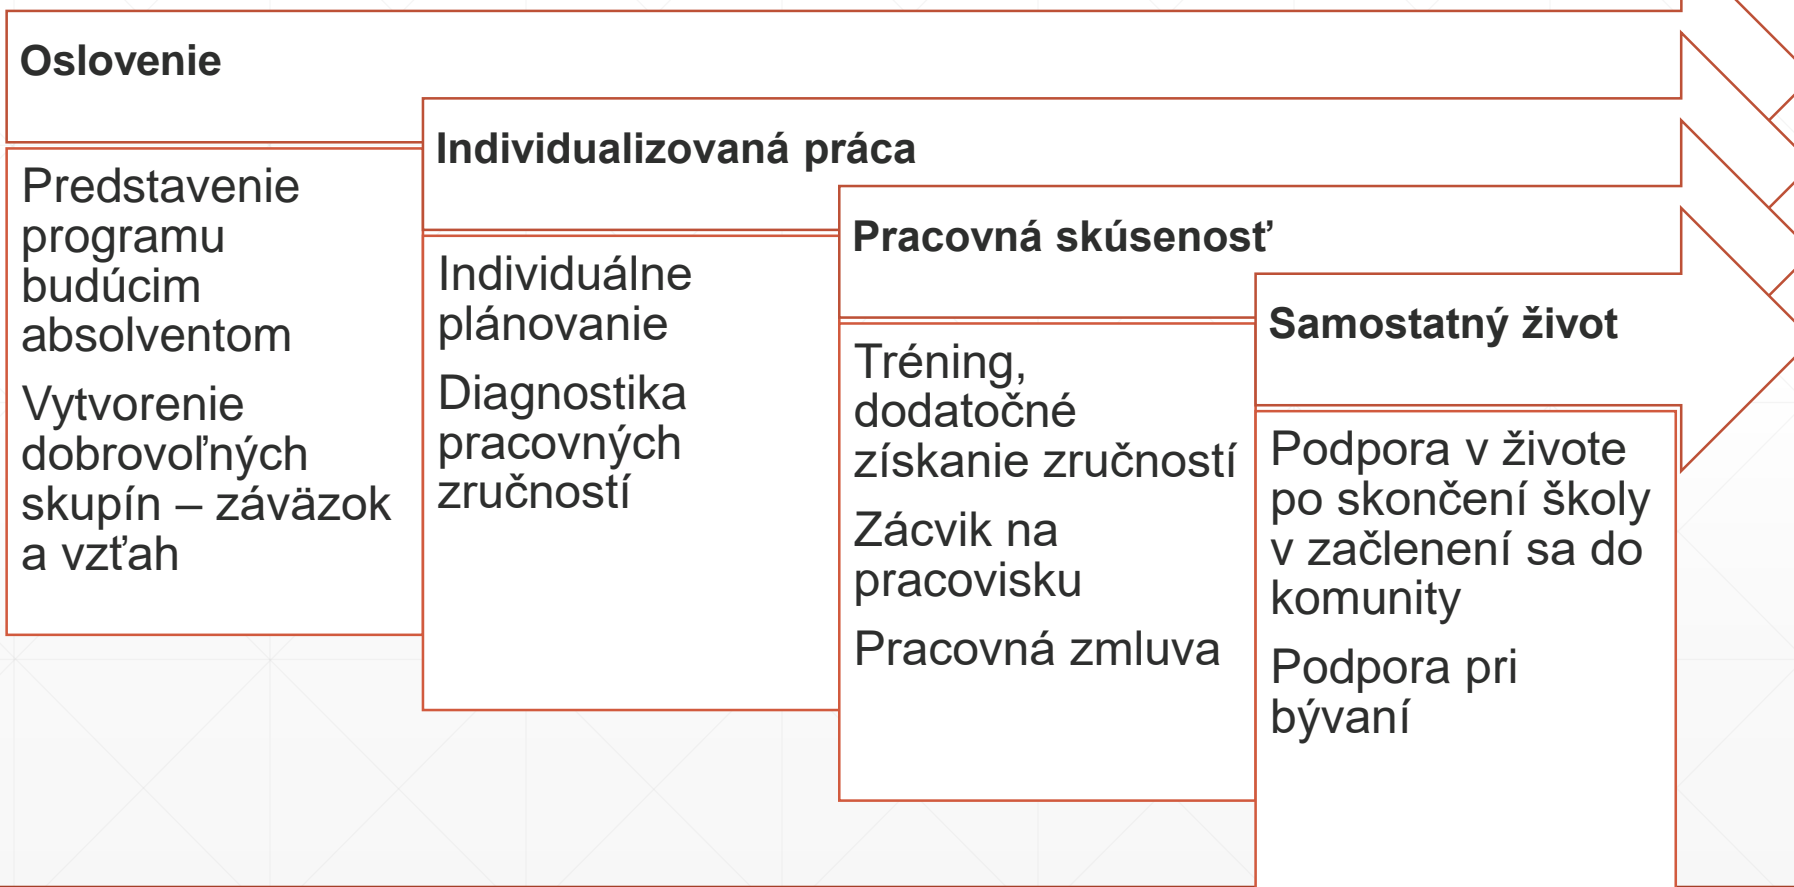 Oslovenie
Predstavenie
programu
budúcim
absolventom
Vytvorenie
dobrovoľných
skupín – záväzok
a vzťah
Individualizovaná práca
Individuálne
plánovanie
Diagnostika
pracovných
zručností
Pracovná skúsenosť
Tréning,
dodatočné
získanie zručností
Zácvik na
pracovisku
Pracovná zmluva
Samostatný život
Podpora v živote
po skončení školy
v začlenení sa do
komunity
Podpora pri
bývaní